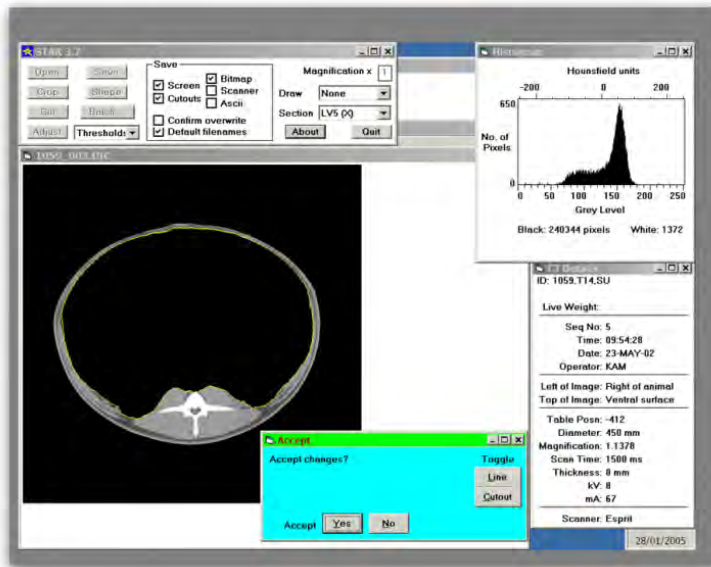 STAR 3.7
Open
Save
Crop
Shape
Cut
Batch...
Adjust
Thresholds
Save
Screen
Cutouts
Bitmap
Scanner
Ascii
Confirm overwrite
Default filenames
Magnification x 1
Draw None
Section LV5 (X)
About
Quit
Histogram
Hounsfield units
-200 0 200
650
No. of
Pixels
0
0 50 100 150 200 250
Grey Level
Black: 240344 pixels White: 1372
CT Details
ID: 1059,T14,SU
Live Weight:
Seq No: 5
Time: 09:54:28
Date: 23-MAY-02
Operator: KAM
Left of Image: Right of animal
Top of Image: Ventral surface
Table Posn: -412
Diameter: 450 mm
Magnification: 1.1378
Scan Time: 1500 ms
Thickness: 8 mm
kV: 8
mA: 67
Scanner: Esprit
Accept
Accept changes?
Toggle
Line
Cutout
Accept Yes No
28/01/2005